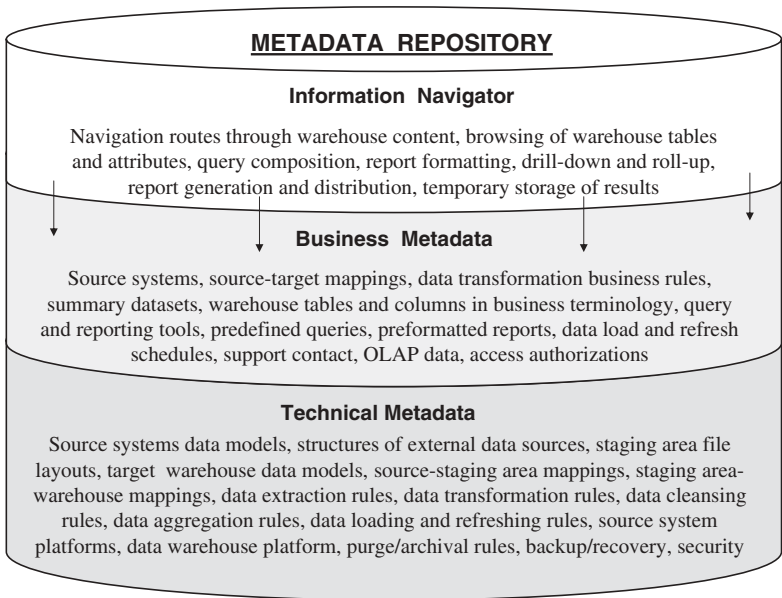 METADATA REPOSITORY
Information Navigator
Navigation routes through warehouse content, browsing of warehouse tables
and attributes, query composition, report formatting, drill-down and roll-up,
report generation and distribution, temporary storage of results
Business Metadata
Source systems, source-target mappings, data transformation business rules,
summary datasets, warehouse tables and columns in business terminology, query
and reporting tools, predefined queries, preformatted reports, data load and refresh
schedules, support contact, OLAP data, access authorizations
Technical Metadata
Source systems data models, structures of external data sources, staging area file
layouts, target warehouse data models, source-staging area mappings, staging area-
warehouse mappings, data extraction rules, data transformation rules, data cleansing
rules, data aggregation rules, data loading and refreshing rules, source system
platforms, data warehouse platform, purge/archival rules, backup/recovery, security